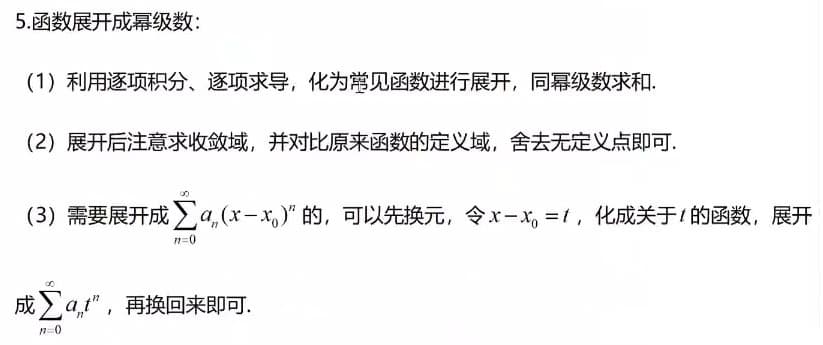 5.函数展开成幂级数：
（1）利用逐项积分、逐项求导，化为常见函数进行展开，同幂级数求和.
（2）展开后注意求收敛域，并对比原来函数的定义域，舍去无定义点即可.
（3）需要展开成 $\sum_{n=0}^{\infty} a_n(x-x_0)^n$ 的，可以先换元，令 $x-x_0=t$ ，化成关于 $t$ 的函数，展开
成 $\sum_{n=0}^{\infty} a_n t^n$ ，再换回来即可.